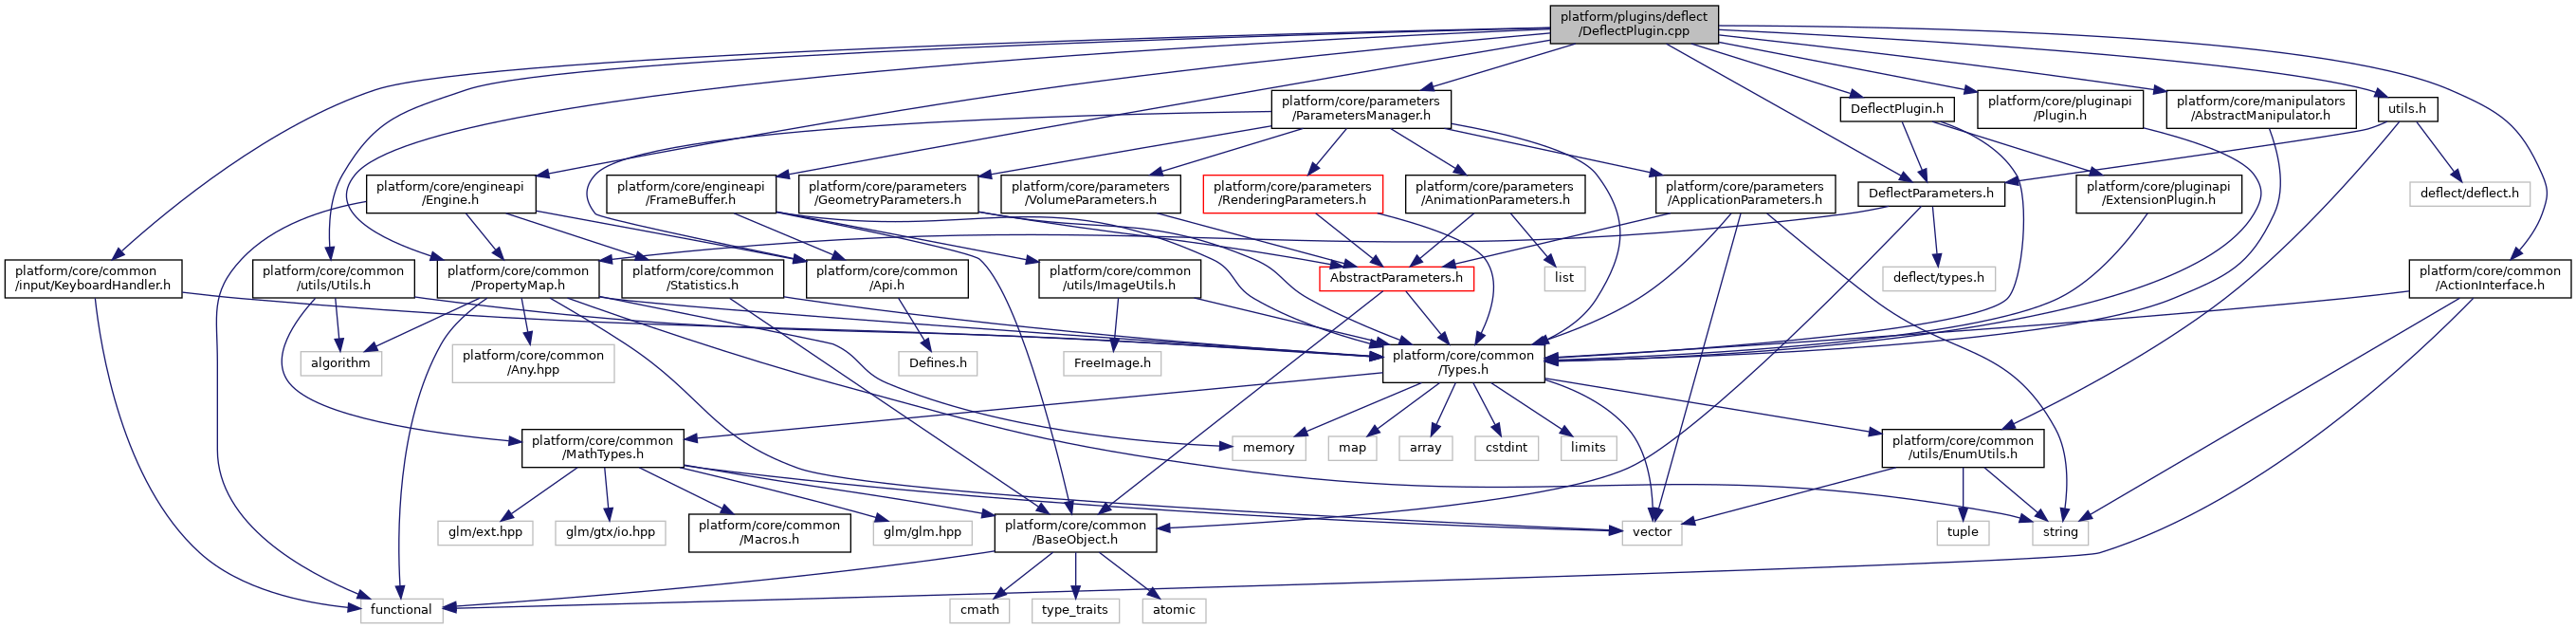 platform/plugins/deflect
/DeflectPlugin.cpp
platform/core/parameters
/ParametersManager.h
DeflectPlugin.h
platform/core/pluginapi
/Plugin.h
platform/core/manipulators
/AbstractManipulator.h
utils.h
platform/core/engineapi
/Engine.h
platform/core/engineapi
/FrameBuffer.h
platform/core/parameters
/GeometryParameters.h
platform/core/parameters
/VolumeParameters.h
platform/core/parameters
/RenderingParameters.h
platform/core/parameters
/AnimationParameters.h
platform/core/parameters
/ApplicationParameters.h
DeflectParameters.h
platform/core/pluginapi
/ExtensionPlugin.h
deflect/deflect.h
platform/core/common
/input/KeyboardHandler.h
platform/core/common
/utils/Utils.h
platform/core/common
/PropertyMap.h
platform/core/common
/Statistics.h
platform/core/common
/Api.h
platform/core/common
/utils/ImageUtils.h
AbstractParameters.h
list
deflect/types.h
platform/core/common
/ActionInterface.h
algorithm
platform/core/common
/Any.hpp
Defines.h
FreeImage.h
platform/core/common
/Types.h
platform/core/common
/MathTypes.h
memory
map
array
cstdint
limits
platform/core/common
/utils/EnumUtils.h
glm/ext.hpp
glm/gtx/io.hpp
platform/core/common
/Macros.h
glm/glm.hpp
platform/core/common
/BaseObject.h
vector
tuple
string
functional
cmath
type_traits
atomic